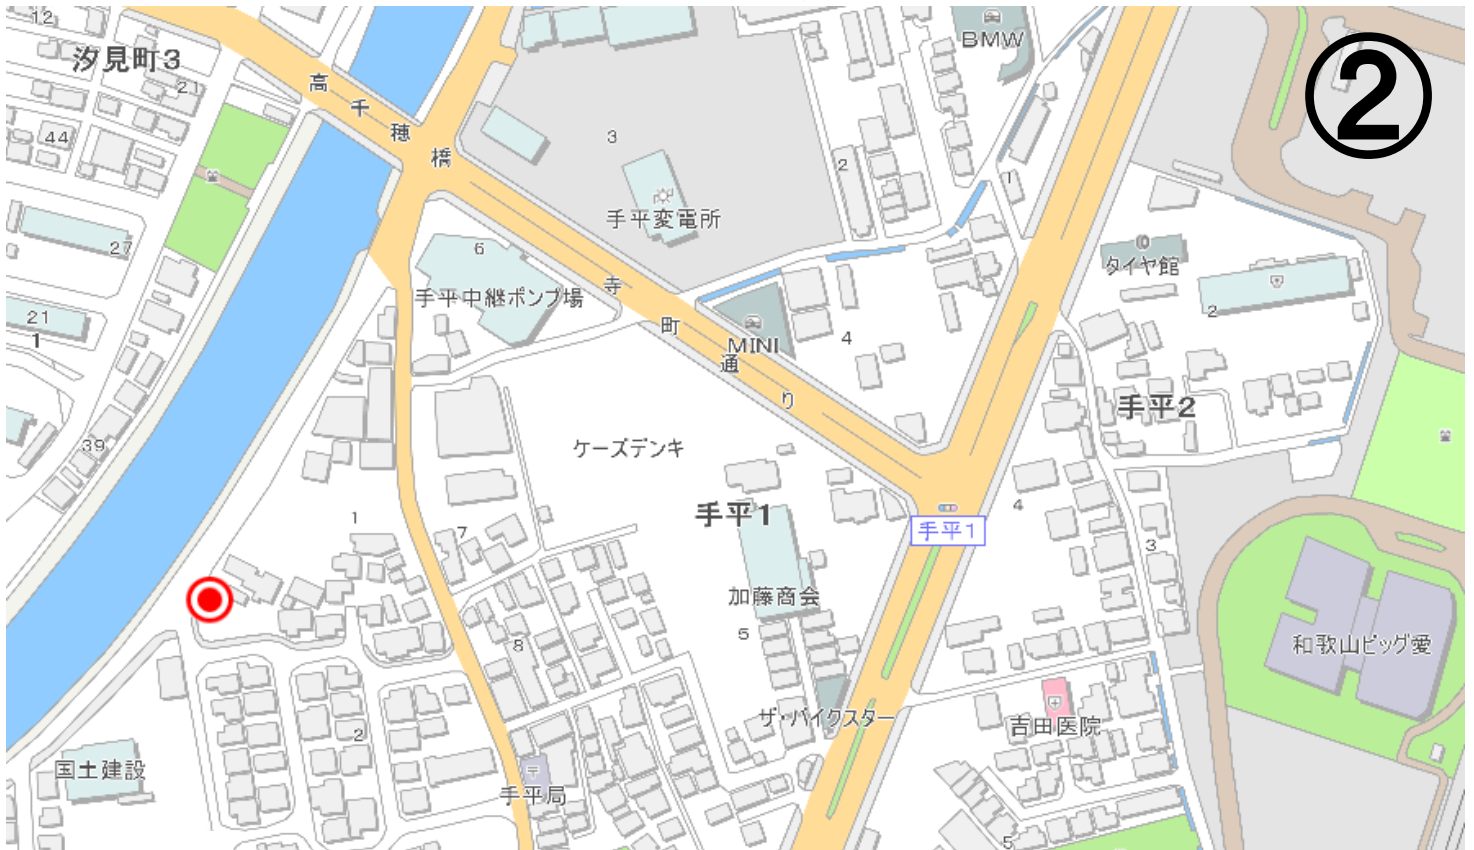 12
BMW
②
汐見町3
21
高千穂橋
44
3
2
1
手平変電所
27
6
タイヤ館
手平中継ポンプ場
寺町通り
2
21
1
MINI
4
手平2
39
ケーズデンキ
手平1
4
1
7
手平1
3
加藤商会
5
8
和歌山ビッグ愛
ザ・バイクスター
吉田医院
2
国土建設
〒
手平局
5